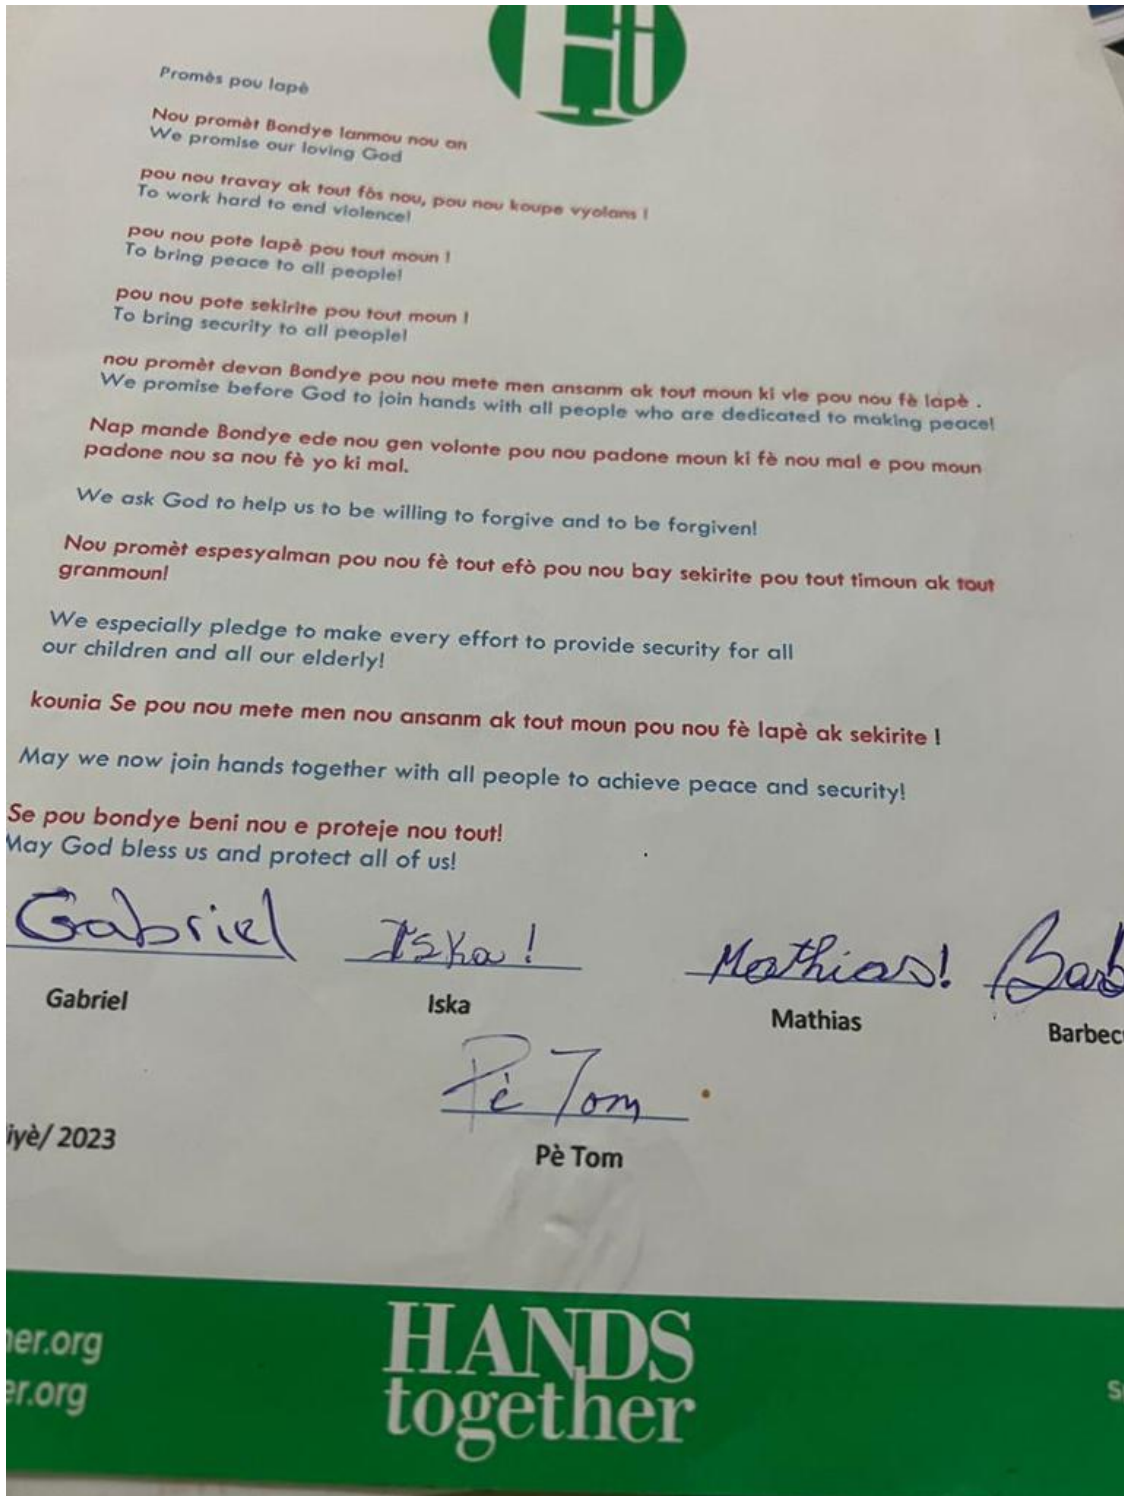 Promès pou lapè
Nou promèt Bondye lanmou nou an
We promise our loving God
pou nou travay ak tout fòs nou, pou nou koupe vyolans !
To work hard to end violence!
pou nou pote lapè pou tout moun !
To bring peace to all people!
pou nou pote sekirite pou tout moun !
To bring security to all people!
nou promèt devan Bondye pou nou mete men ansanm ak tout moun ki vle pou nou fè lapè .
We promise before God to join hands with all people who are dedicated to making peace!
Nap mande Bondye ede nou gen volonte pou nou padone moun ki fè nou mal e pou moun
padone nou sa nou fè yo ki mal.
We ask God to help us to be willing to forgive and to be forgiven!
Nou promèt espesyalman pou nou fè tout efò pou nou bay sekirite pou tout timoun ak tout
granmoun!
We especially pledge to make every effort to provide security for all
our children and all our elderly!
kounia Se pou nou mete men nou ansanm ak tout moun pou nou fè lapè ak sekirite !
May we now join hands together with all people to achieve peace and security!
Se pou bondye beni nou e proteje nou tout!
May God bless us and protect all of us!
Gabriel Iska! Mathias! Barb
Gabriel Iska Mathias Barbec
Pè Tom
Pè Tom
iyè/ 2023
HANDS
together
er.org
er.org